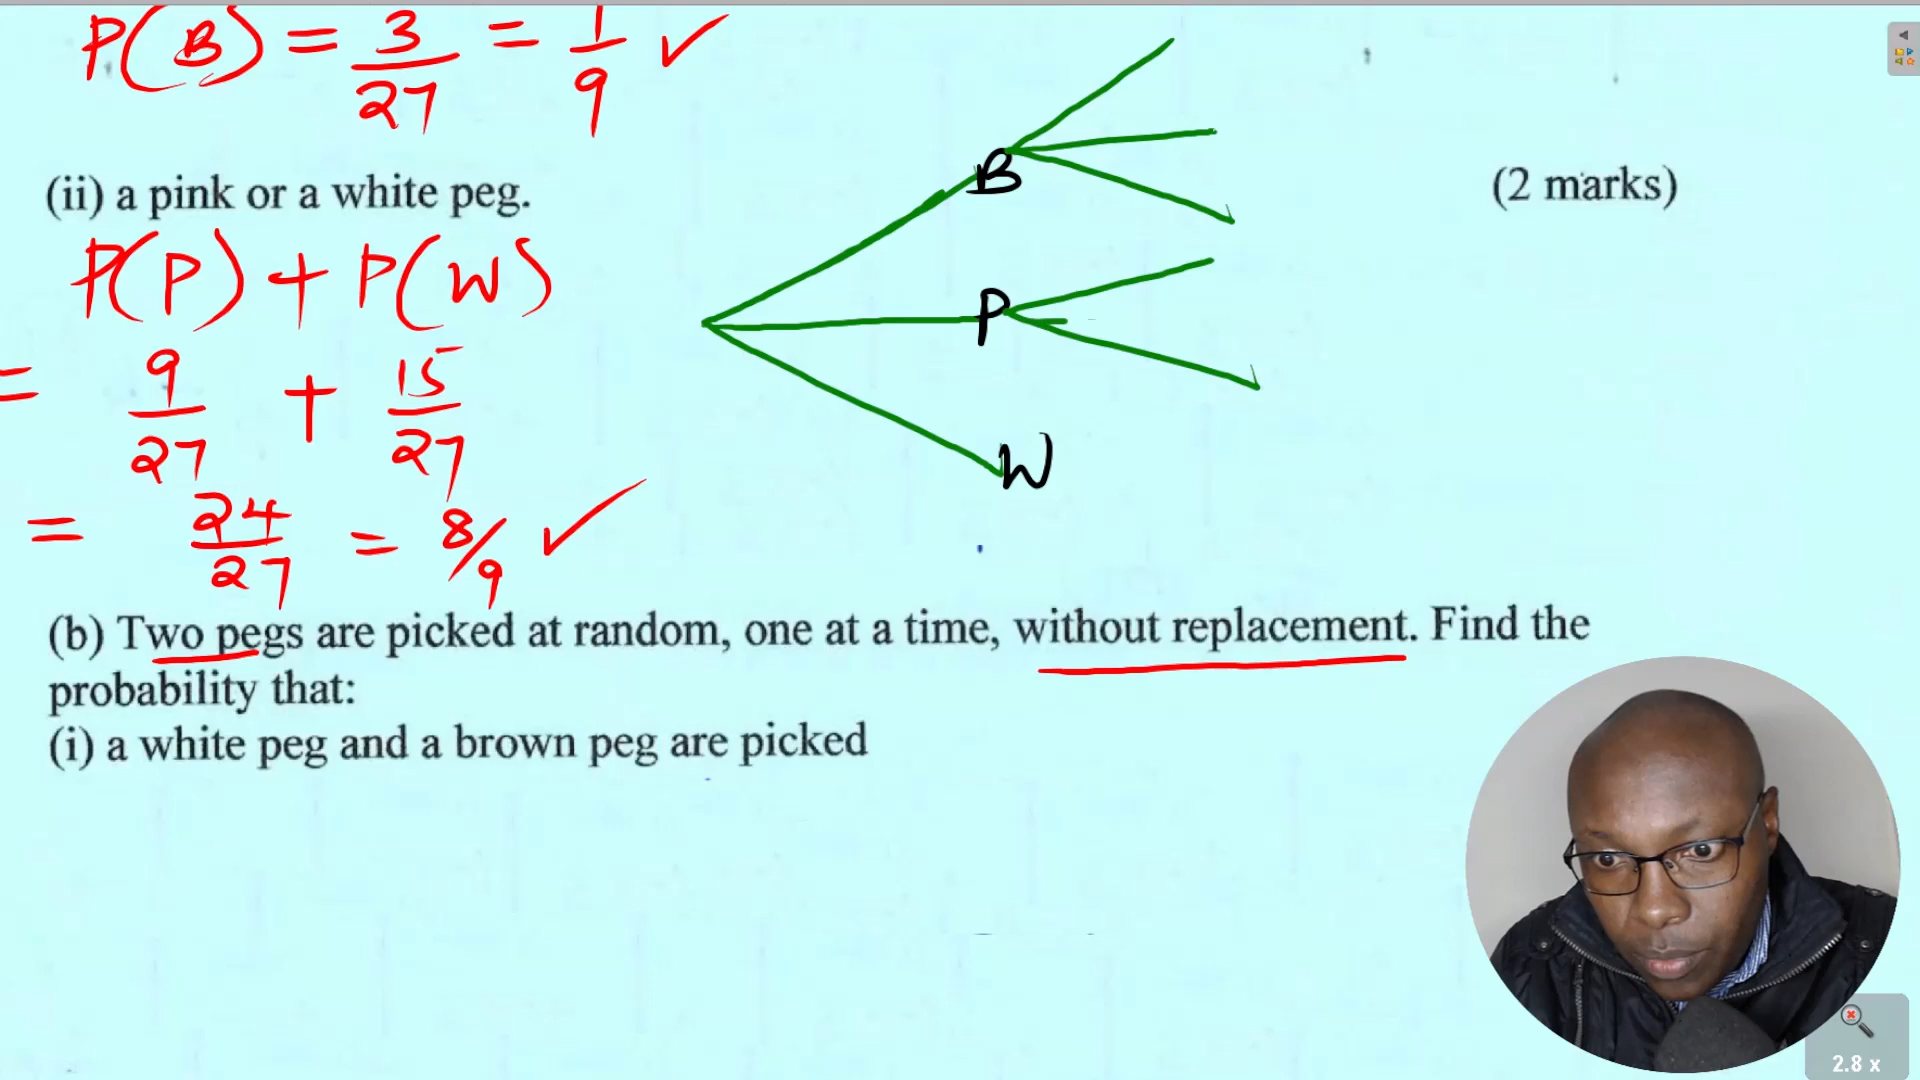 P(B) = 3/27 = 1/9 ✓
(ii) a pink or a white peg. (2 marks)
P(P) + P(W)
= 9/27 + 15/27
= 24/27 = 8/9 ✓
B
P
W
(b) Two pegs are picked at random, one at a time, without replacement. Find the
probability that:
(i) a white peg and a brown peg are picked
2.8 x